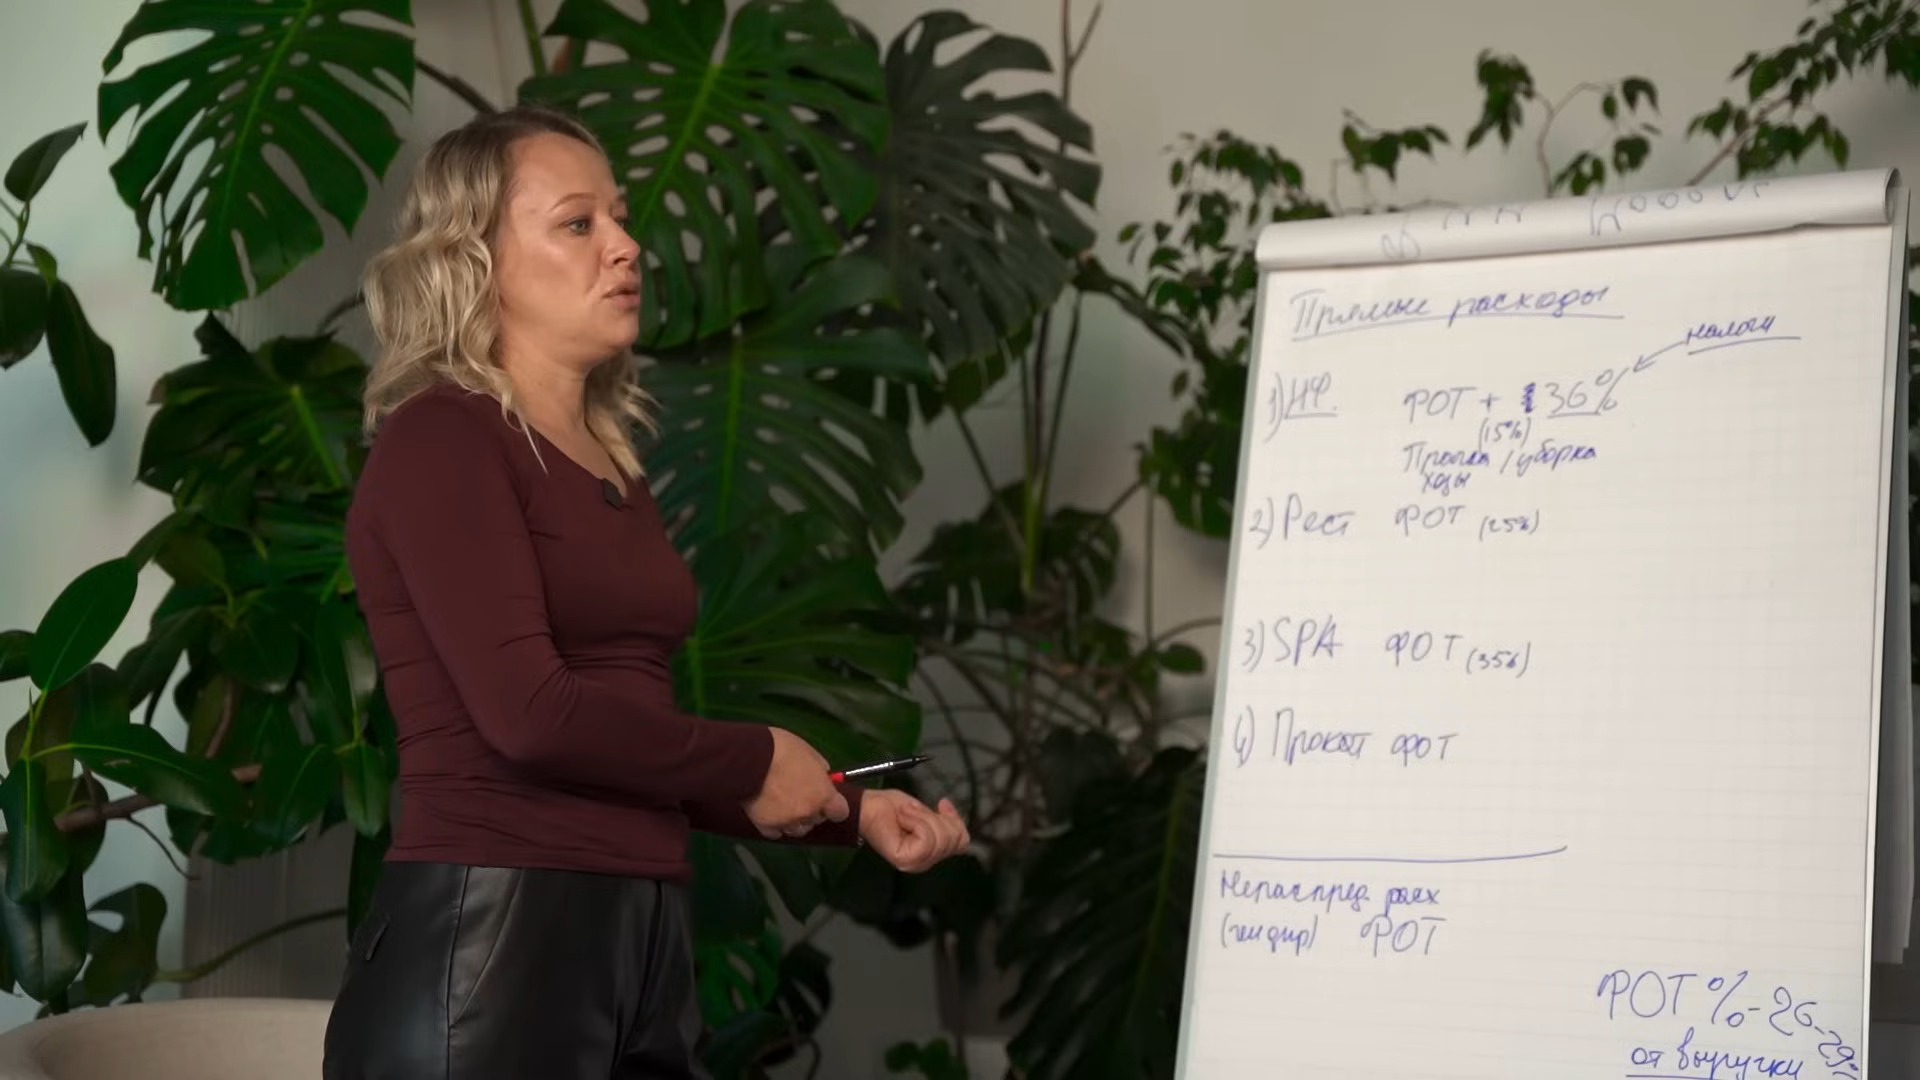 Прямые расходы
налоги
1) НФ. ФОТ + 36%
(15%)
/ уборка
2) Рест ФОТ (25%)
3) SPA ФОТ (35%)
4) Прокат ФОТ
Нераспред. расх
(гендир) ФОТ
ФОТ % - 26-29%
от выручки